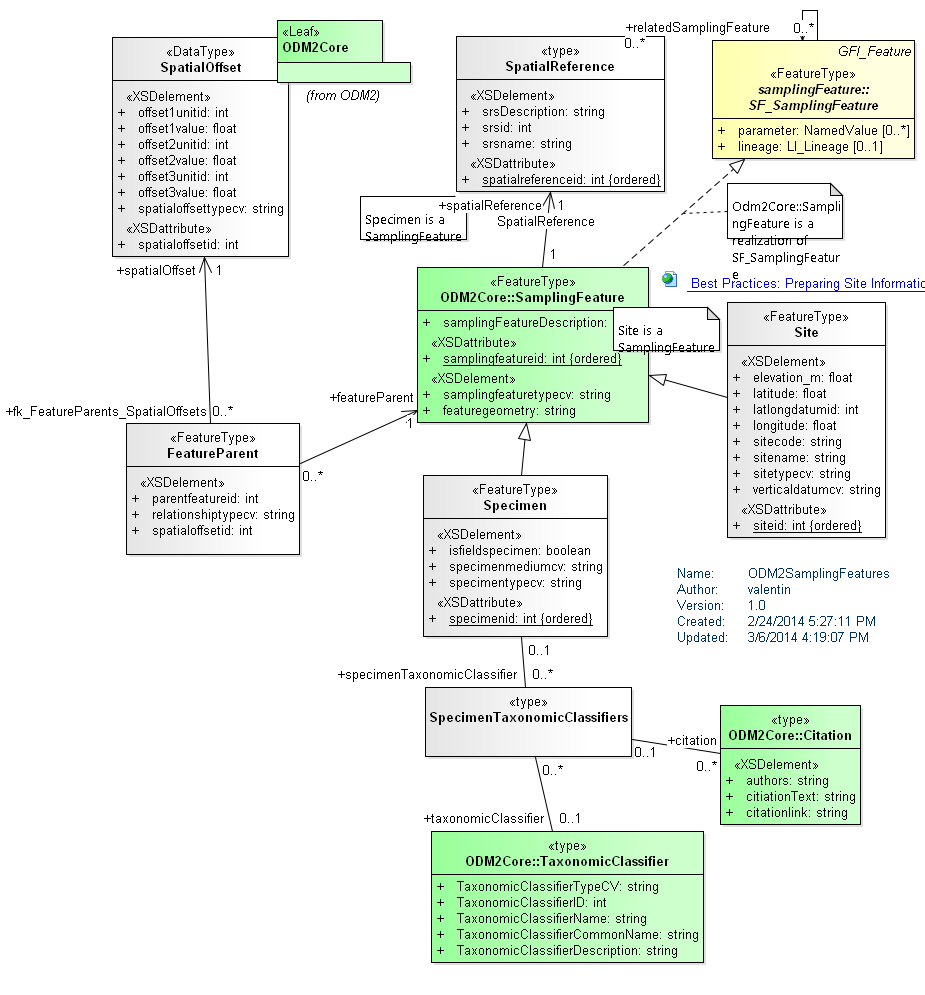 «DataType»
SpatialOffset
«XSDelement»
+ offset1unitid: int
+ offset1value: float
+ offset2unitid: int
+ offset2value: float
+ offset3unitid: int
+ offset3value: float
+ spatialoffsettypecv: string
«XSDattribute»
+ spatialoffsetid: int
«Leaf»
ODM2Core
(from ODM2)
«type»
SpatialReference
«XSDelement»
+ srsDescription: string
+ srsid: int
+ srsname: string
«XSDattribute»
+ spatialreferenceid: int {ordered}
+relatedSamplingFeature
0..*
0..*
GFI_Feature
«FeatureType»
samplingFeature::
SF_SamplingFeature
+ parameter: NamedValue [0..*]
+ lineage: LI_Lineage [0..1]
Specimen is a
SamplingFeature
+spatialReference
1
SpatialReference
1
Odm2Core::Sampli
ngFeature is a
realization of
SF_SamplingFeatur
e
Best Practices: Preparing Site Informatic
+spatialOffset
1
«FeatureType»
ODM2Core::SamplingFeature
+ samplingFeatureDescription:
«XSDattribute»
+ samplingfeatureid: int {ordered}
«XSDelement»
+ samplingfeaturetypecv: string
+ featuregeometry: string
Site is a
SamplingFeature
«FeatureType»
Site
«XSDelement»
+ elevation_m: float
+ latitude: float
+ latlongdatumid: int
+ longitude: float
+ sitecode: string
+ sitename: string
+ sitetypecv: string
+ verticaldatumcv: string
«XSDattribute»
+ siteid: int {ordered}
+fk_FeatureParents_SpatialOffsets
0..*
+featureParent
1
0..*
«FeatureType»
FeatureParent
«XSDelement»
+ parentfeatureid: int
+ relationshiptypecv: string
+ spatialoffsetid: int
«FeatureType»
Specimen
«XSDelement»
+ isfieldspecimen: boolean
+ specimenmediumcv: string
+ specimentypecv: string
«XSDattribute»
+ specimenid: int {ordered}
Name: ODM2SamplingFeatures
Author: valentin
Version: 1.0
Created: 2/24/2014 5:27:11 PM
Updated: 3/6/2014 4:19:07 PM
0..1
+specimenTaxonomicClassifier
0..*
«type»
SpecimenTaxonomicClassifiers
+citation
0..1
0..*
«type»
ODM2Core::Citation
«XSDelement»
+ authors: string
+ citiationText: string
+ citationlink: string
0..*
+taxonomicClassifier
0..1
«type»
ODM2Core::TaxonomicClassifier
+ TaxonomicClassifierTypeCV: string
+ TaxonomicClassifierID: int
+ TaxonomicClassifierName: string
+ TaxonomicClassifierCommonName: string
+ TaxonomicClassifierDescription: string